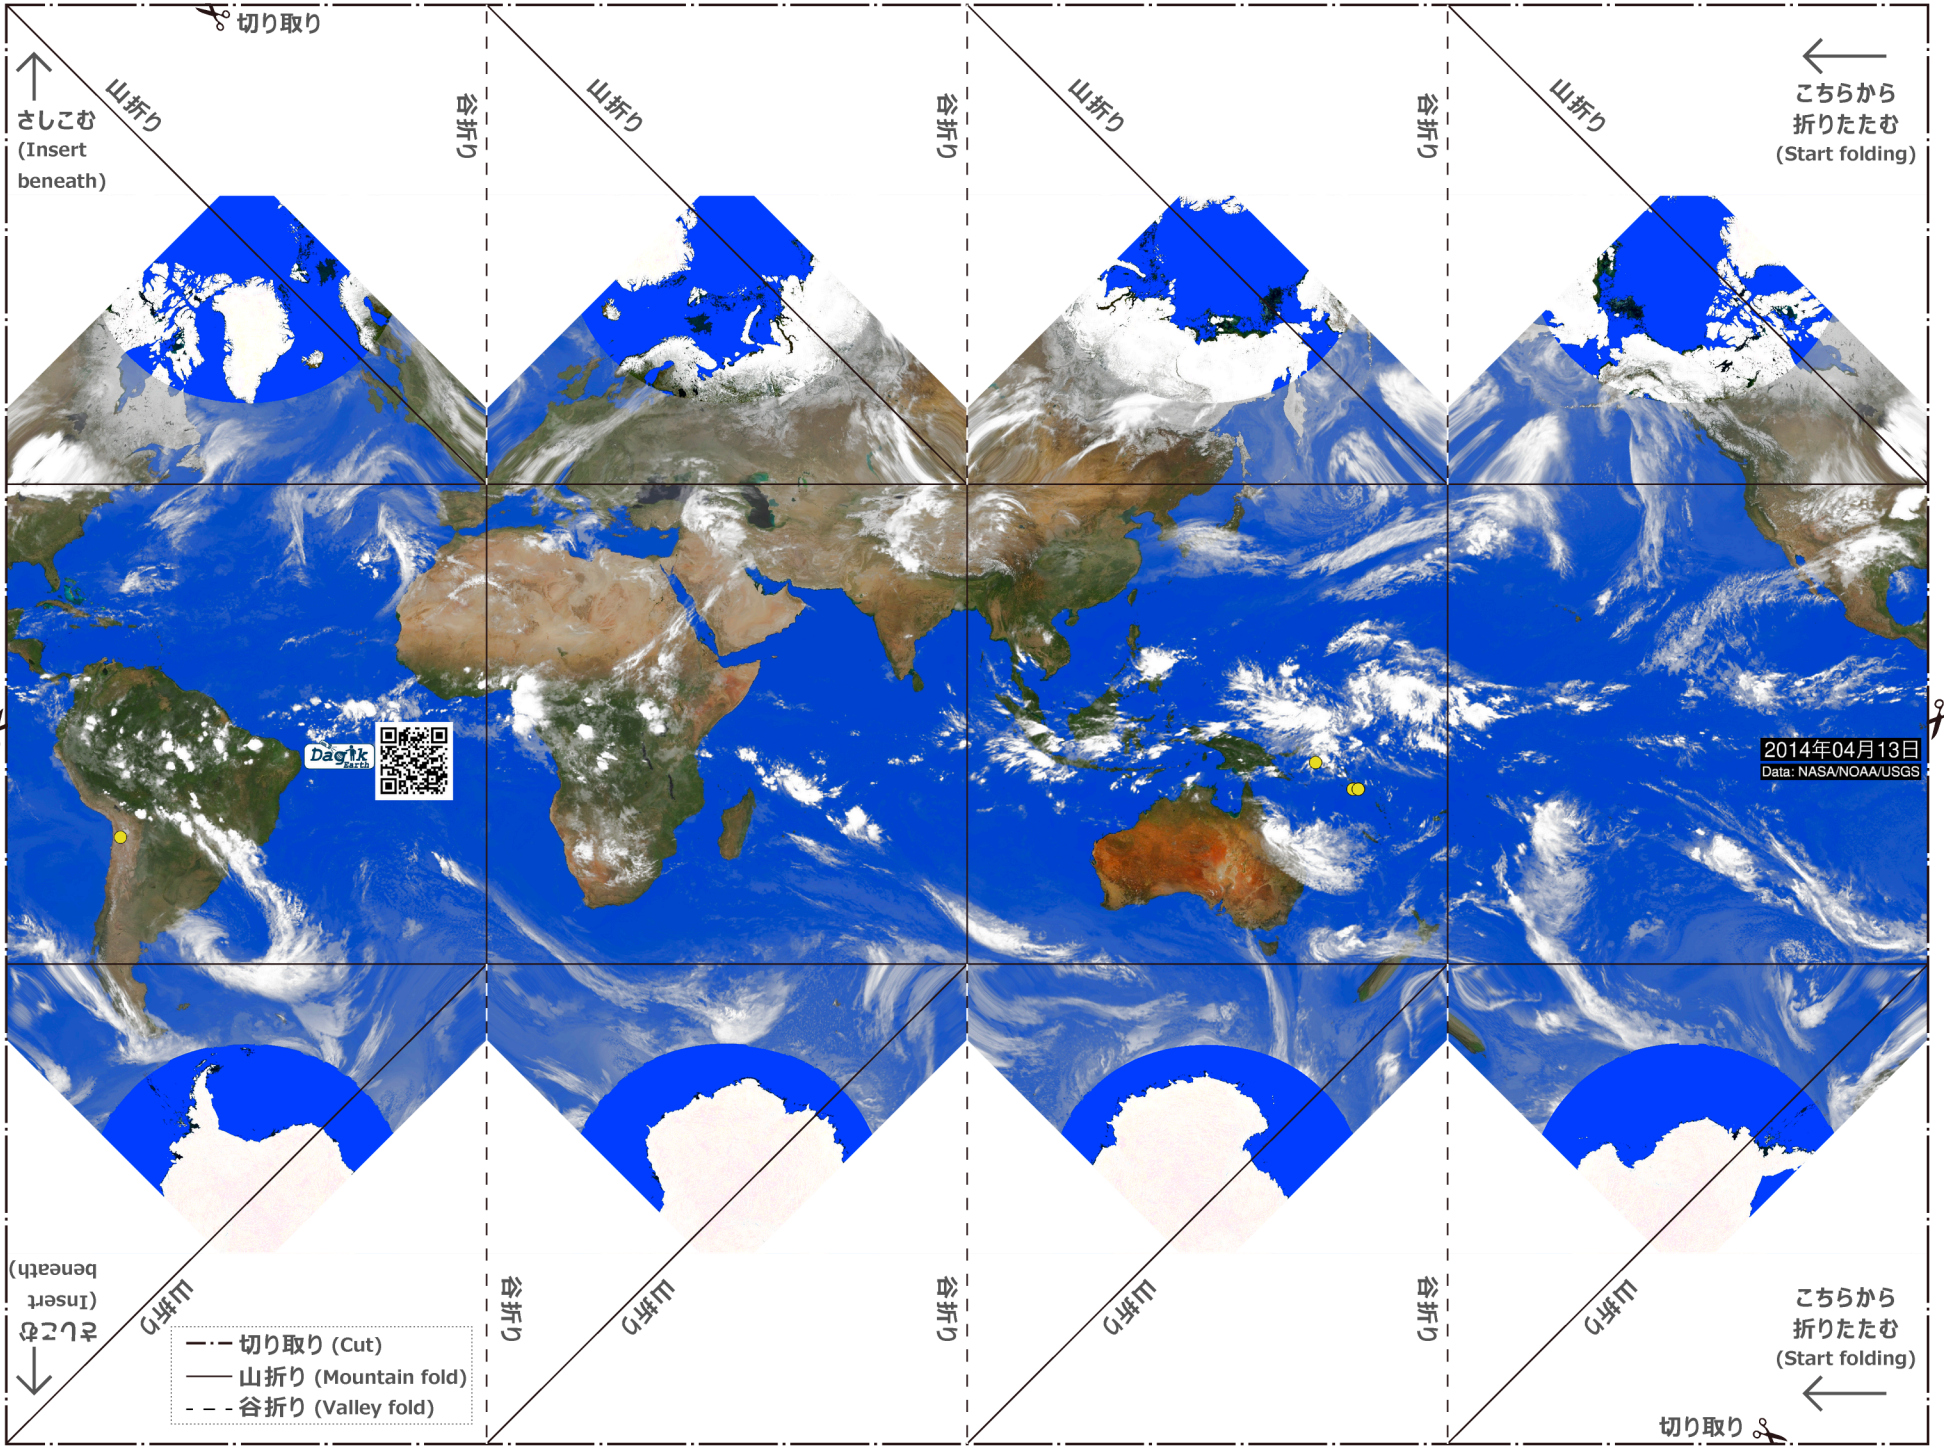 切り取り
山折り
谷折り
山折り
谷折り
山折り
谷折り
山折り
こちらから
折りたたむ
(Start folding)
さしこむ
(Insert
beneath)
Dagik
Earth
2014年04月13日
Data: NASA/NOAA/USGS
さしこむ
(Insert
beneath)
山折り
谷折り
山折り
谷折り
山折り
谷折り
山折り
こちらから
折りたたむ
(Start folding)
切り取り (Cut)
山折り (Mountain fold)
谷折り (Valley fold)
切り取り